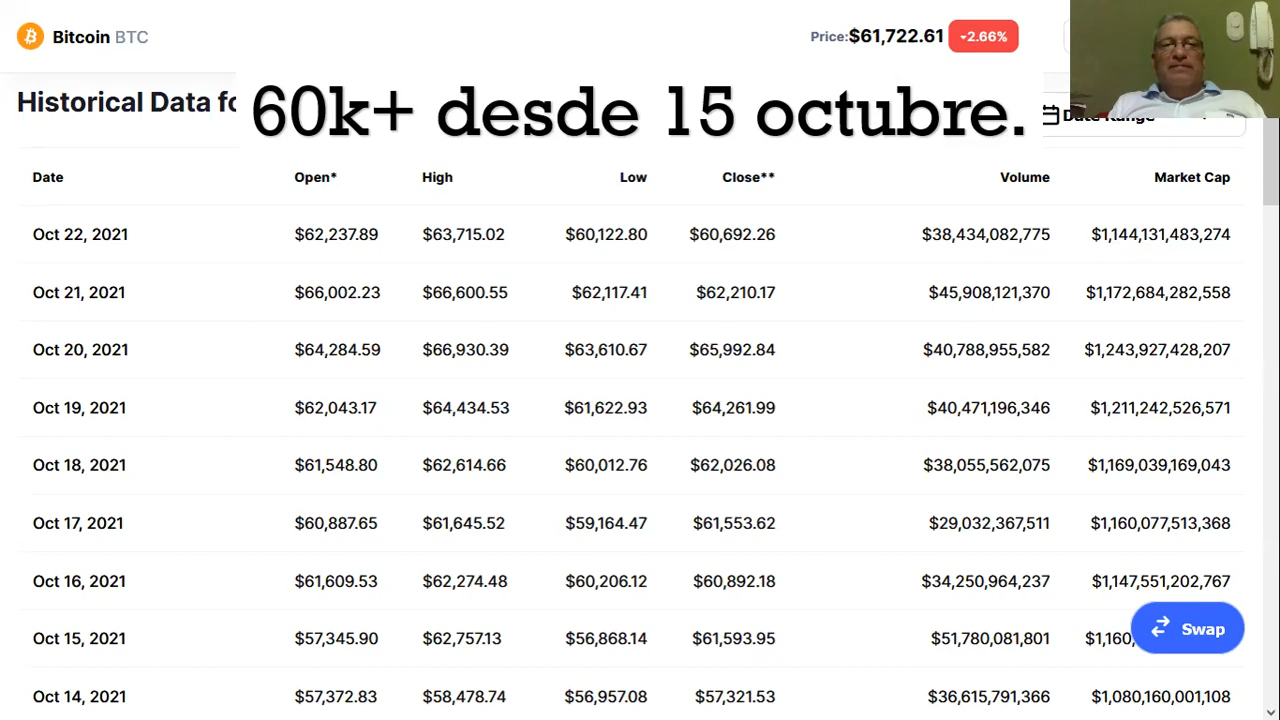 Bitcoin BTC
Price:$61,722.61 2.66%
Historical Data fo
60k+ desde 15 octubre.
Date Range
Date Open* High Low Close** Volume Market Cap
Oct 22, 2021 $62,237.89 $63,715.02 $60,122.80 $60,692.26 $38,434,082,775 $1,144,131,483,274
Oct 21, 2021 $66,002.23 $66,600.55 $62,117.41 $62,210.17 $45,908,121,370 $1,172,684,282,558
Oct 20, 2021 $64,284.59 $66,930.39 $63,610.67 $65,992.84 $40,788,955,582 $1,243,927,428,207
Oct 19, 2021 $62,043.17 $64,434.53 $61,622.93 $64,261.99 $40,471,196,346 $1,211,242,526,571
Oct 18, 2021 $61,548.80 $62,614.66 $60,012.76 $62,026.08 $38,055,562,075 $1,169,039,169,043
Oct 17, 2021 $60,887.65 $61,645.52 $59,164.47 $61,553.62 $29,032,367,511 $1,160,077,513,368
Oct 16, 2021 $61,609.53 $62,274.48 $60,206.12 $60,892.18 $34,250,964,237 $1,147,551,202,767
Oct 15, 2021 $57,345.90 $62,757.13 $56,868.14 $61,593.95 $51,780,081,801 $1,160,
Swap
Oct 14, 2021 $57,372.83 $58,478.74 $56,957.08 $57,321.53 $36,615,791,366 $1,080,160,001,108